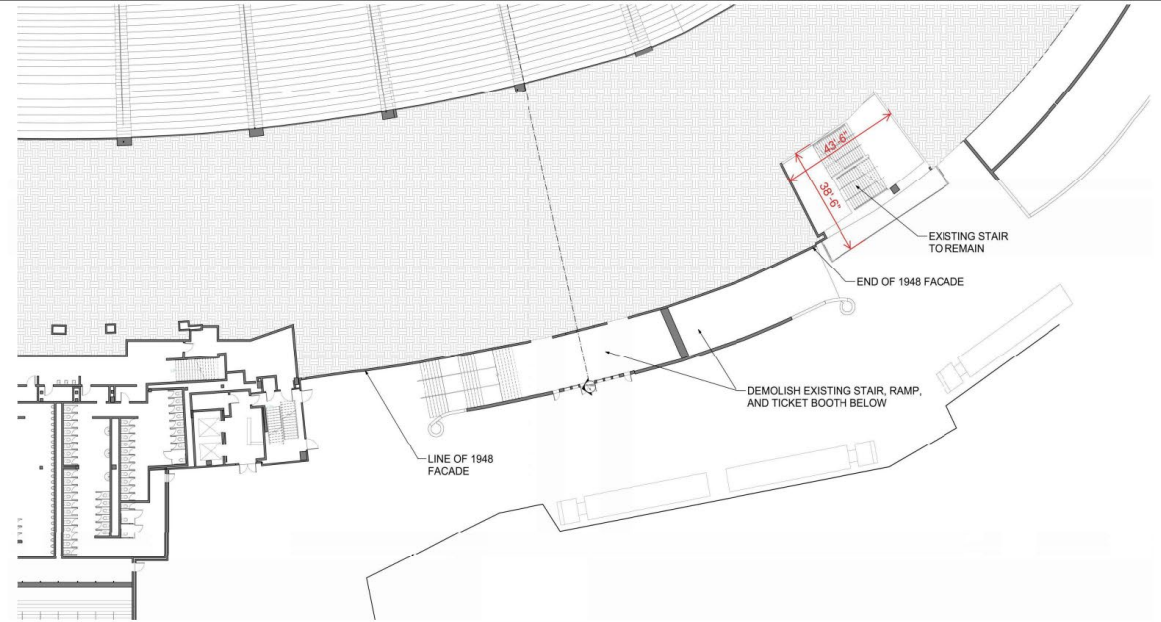 43'-6"
38'-6"
EXISTING STAIR
TO REMAIN
END OF 1948 FACADE
DEMOLISH EXISTING STAIR, RAMP,
AND TICKET BOOTH BELOW
LINE OF 1948
FACADE